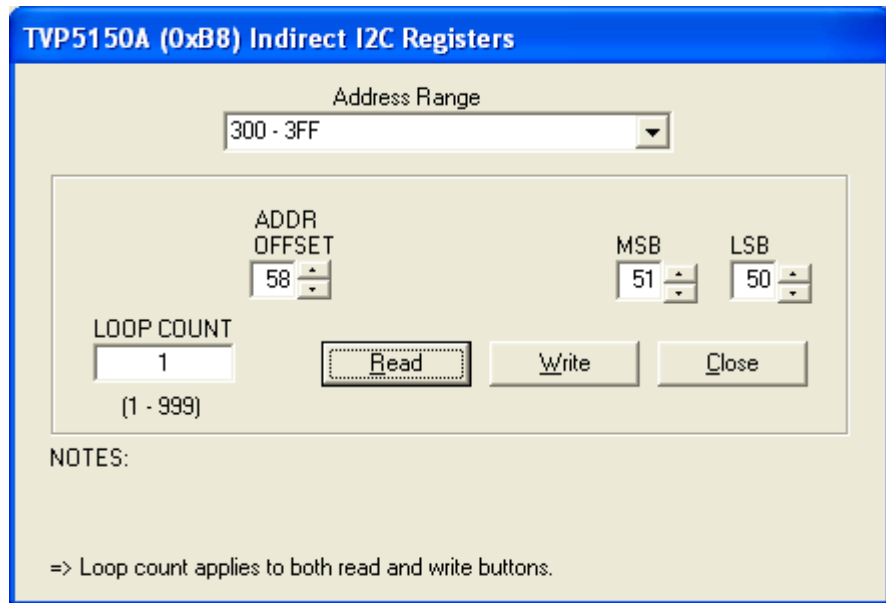 TVP5150A (0xB8) Indirect I2C Registers
Address Range
300 - 3FF
ADDR
OFFSET
58
MSB
51
LSB
50
LOOP COUNT
1
(1 - 999)
Read
Write
Close
NOTES:
=> Loop count applies to both read and write buttons.